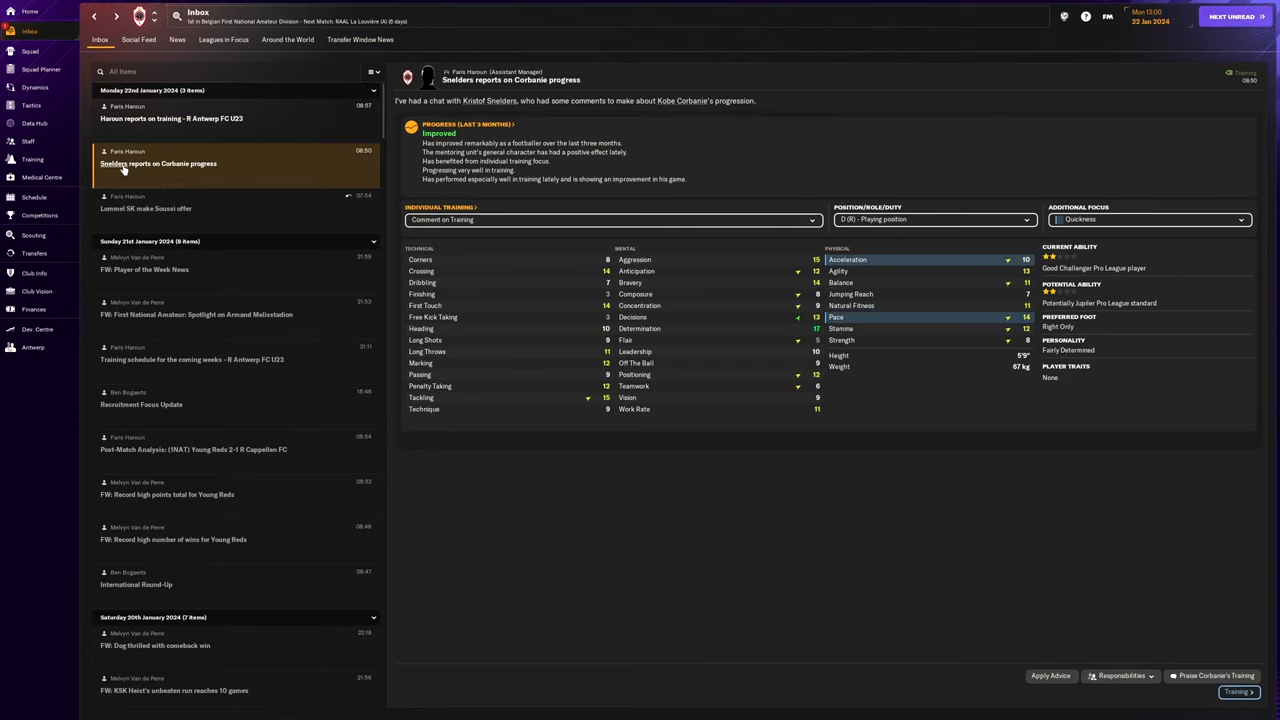 Home
Inbox
1st in Belgian First National Amateur Division - Next Match: RAAL La Louvière (A) (6 days)
FM
Mon 13:00
22 Jan 2024
NEXT UNREAD
1
Inbox
Inbox
Social Feed
News
Leagues in Focus
Around the World
Transfer Window News
Squad
Squad Planner
Dynamics
Tactics
Data Hub
Staff
Training
Medical Centre
Schedule
Competitions
Scouting
Transfers
Club Info
Club Vision
Finances
Dev. Centre
Antwerp
All Items
Monday 22nd January 2024 (3 items)
Faris Haroun 08:57
Haroun reports on training - R Antwerp FC U23
Faris Haroun 08:50
Snelders reports on Corbanie progress
Faris Haroun 07:54
Lommel SK make Soussi offer
Sunday 21st January 2024 (8 items)
Melvyn Van de Perre 21:59
FW: Player of the Week News
Melvyn Van de Perre 21:53
FW: First National Amateur: Spotlight on Armand Melisstadion
Faris Haroun 21:11
Training schedule for the coming weeks - R Antwerp FC U23
Ben Bogaerts 16:46
Recruitment Focus Update
Faris Haroun 08:54
Post-Match Analysis: (1NAT) Young Reds 2-1 R Cappellen FC
Melvyn Van de Perre 08:52
FW: Record high points total for Young Reds
Melvyn Van de Perre 08:48
FW: Record high number of wins for Young Reds
Ben Bogaerts 08:47
International Round-Up
Saturday 20th January 2024 (7 items)
Melvyn Van de Perre 22:18
FW: Dog thrilled with comeback win
Melvyn Van de Perre 21:56
FW: KSK Heist's unbeaten run reaches 10 games
Faris Haroun (Assistant Manager)
Snelders reports on Corbanie progress
Training
08:50
I've had a chat with Kristof Snelders, who had some comments to make about Kobe Corbanie's progression.
PROGRESS (LAST 3 MONTHS)
Improved
Has improved remarkably as a footballer over the last three months.
The mentoring unit's general character has had a positive effect lately.
Has benefited from individual training focus.
Progressing very well in training.
Has performed especially well in training lately and is showing an improvement in his game.
INDIVIDUAL TRAINING
Comment on Training
POSITION/ROLE/DUTY
D (R) - Playing position
ADDITIONAL FOCUS
Quickness
TECHNICAL
Corners 8
Crossing 14
Dribbling 7
Finishing 3
First Touch 14
Free Kick Taking 3
Heading 10
Long Shots 9
Long Throws 11
Marking 12
Passing 9
Penalty Taking 12
Tackling 15
Technique 9
MENTAL
Aggression 15
Anticipation 12
Bravery 14
Composure 8
Concentration 9
Decisions 13
Determination 17
Flair 5
Leadership 10
Off The Ball 9
Positioning 12
Teamwork 6
Vision 9
Work Rate 11
PHYSICAL
Acceleration 10
Agility 13
Balance 11
Jumping Reach 7
Natural Fitness 11
Pace 14
Stamina 12
Strength 8
Height 5'9"
Weight 67 kg
CURRENT ABILITY
Good Challenger Pro League player
POTENTIAL ABILITY
Potentially Jupiler Pro League standard
PREFERRED FOOT
Right Only
PERSONALITY
Fairly Determined
PLAYER TRAITS
None
Apply Advice
Responsibilities
Praise Corbanie's Training
Training